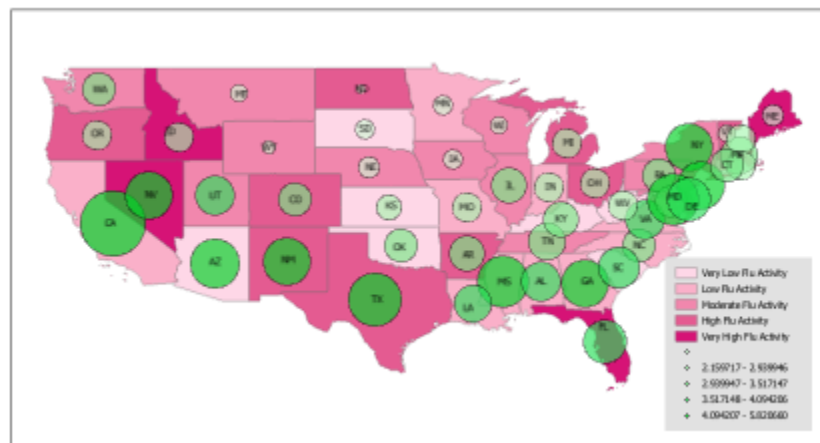 WA
MT
ND
MN
ME
OR
ID
SD
WI
MI
NY
WY
NE
IA
PA
CT
NV
UT
CO
KS
MO
IL
IN
OH
WV
MD
DE
CA
KY
VA
AZ
NM
OK
AR
TN
NC
SC
TX
LA
MS
AL
GA
FL
Very Low Flu Activity
Low Flu Activity
Moderate Flu Activity
High Flu Activity
Very High Flu Activity
2.159717 - 2.939946
2.939947 - 3.517147
3.517148 - 4.094206
4.094207 - 5.828660